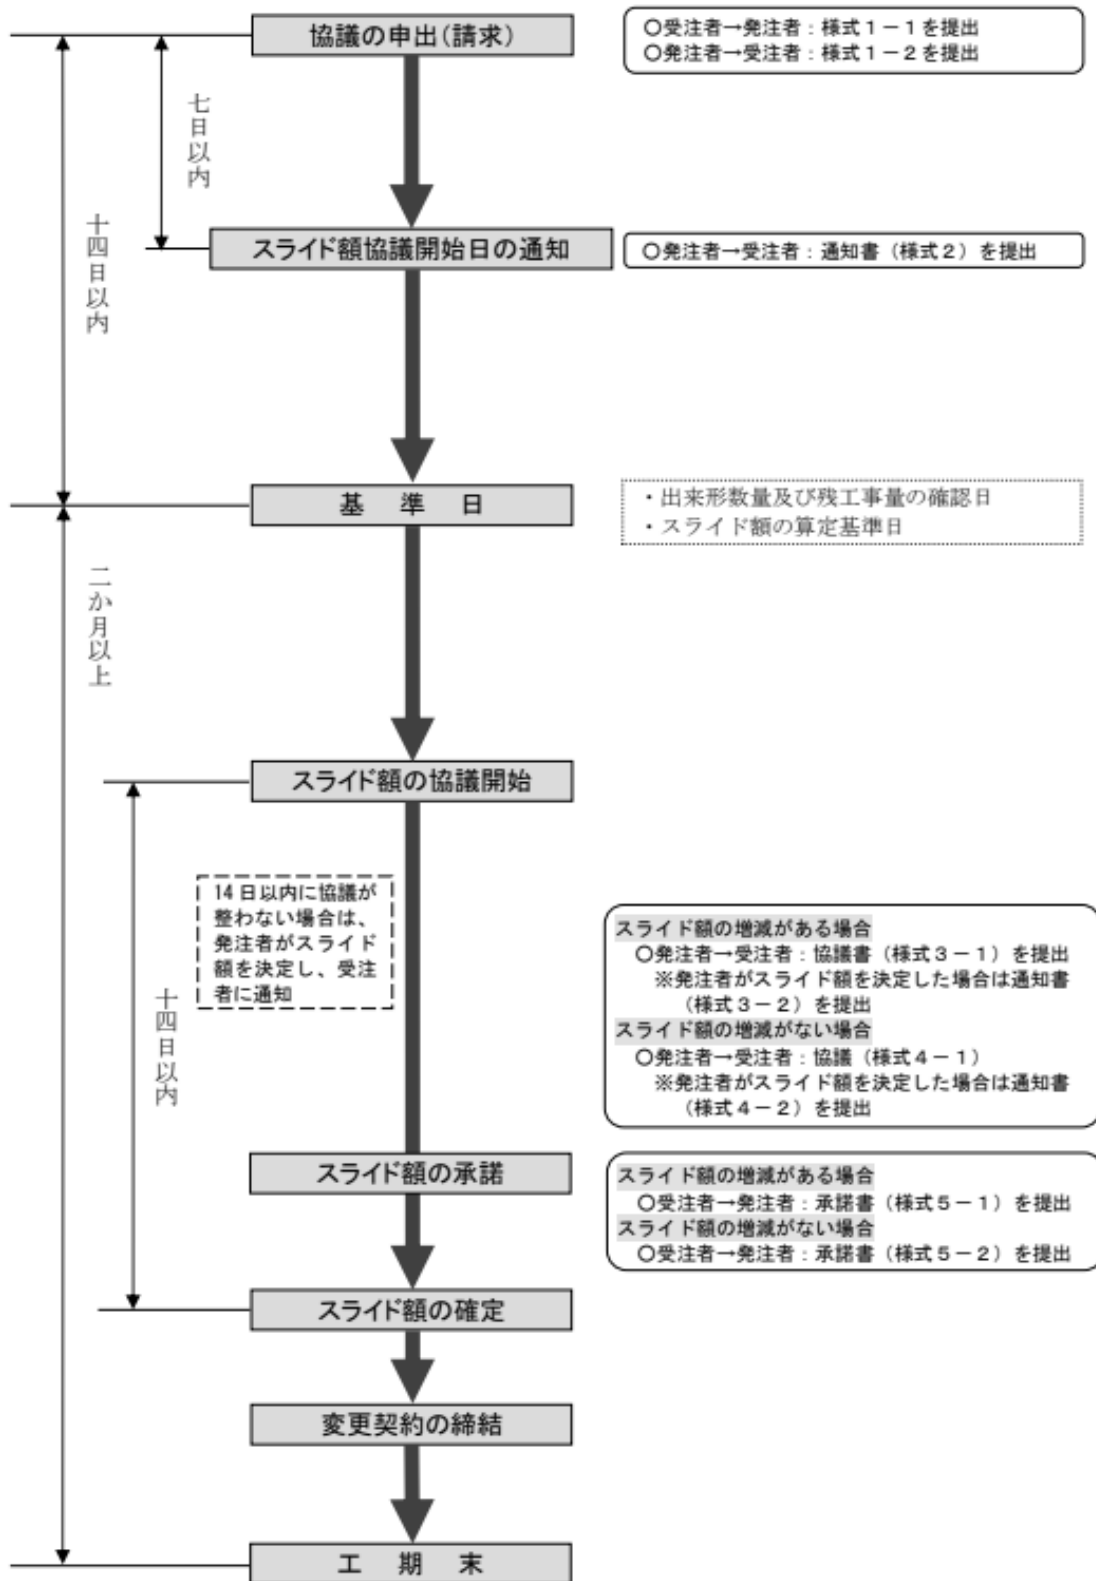 協議の申出(請求)
○受注者→発注者:様式1-1を提出
○発注者→受注者:様式1-2を提出
七日以内
十四日以内
スライド額協議開始日の通知
○発注者→受注者:通知書(様式2)を提出
基 準 日
・出来形数量及び残工事量の確認日
・スライド額の算定基準日
二か月以上
スライド額の協議開始
14日以内に協議が
整わない場合は、
発注者がスライド
額を決定し、受注
者に通知
十四日以内
スライド額の増減がある場合
○発注者→受注者:協議書(様式3-1)を提出
※発注者がスライド額を決定した場合は通知書
(様式3-2)を提出
スライド額の増減がない場合
○発注者→受注者:協議(様式4-1)
※発注者がスライド額を決定した場合は通知書
(様式4-2)を提出
スライド額の承諾
スライド額の増減がある場合
○受注者→発注者:承諾書(様式5-1)を提出
スライド額の増減がない場合
○受注者→発注者:承諾書(様式5-2)を提出
スライド額の確定
変更契約の締結
工 期 末